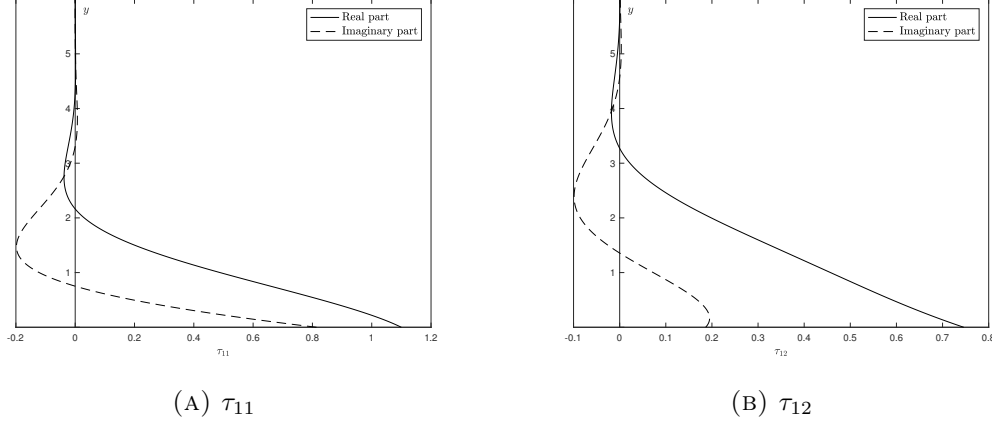 y
Real part
Imaginary part
5
4
3
2
1
-0.2 0 0.2 0.4 0.6 0.8 1 1.2
τ11
(A) τ11
y
Real part
Imaginary part
5
4
3
2
1
-0.1 0 0.1 0.2 0.3 0.4 0.5 0.6 0.7 0.8
τ12
(B) τ12